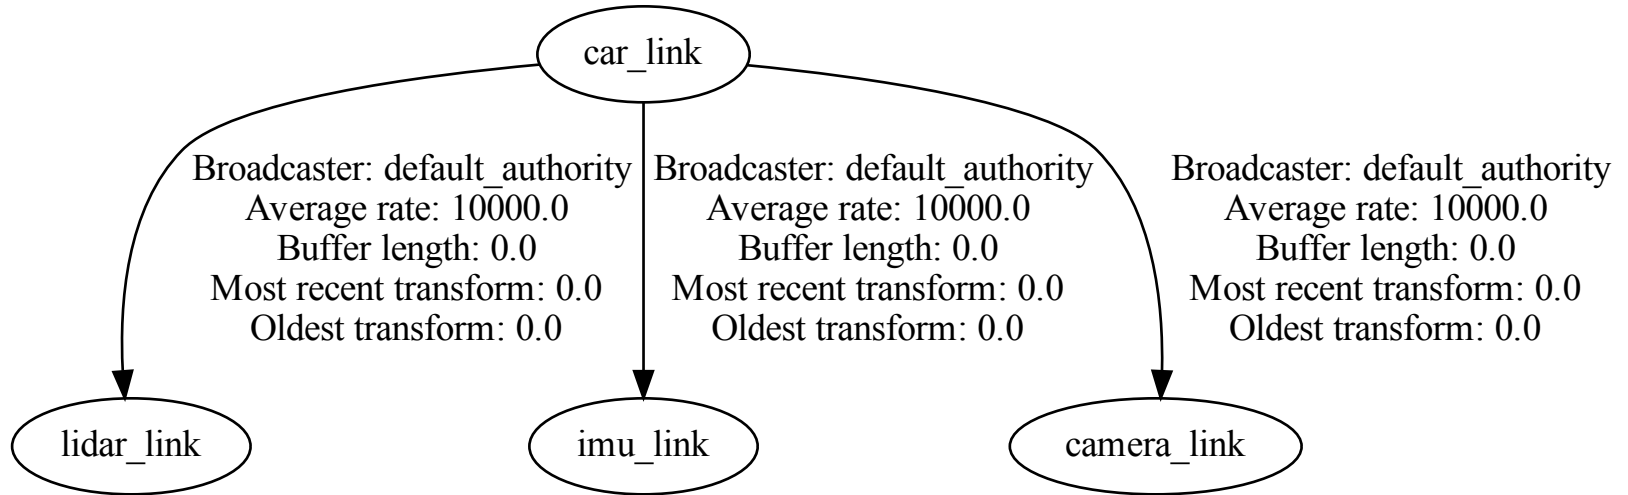 car_link
Broadcaster: default_authority
Average rate: 10000.0
Buffer length: 0.0
Most recent transform: 0.0
Oldest transform: 0.0
Broadcaster: default_authority
Average rate: 10000.0
Buffer length: 0.0
Most recent transform: 0.0
Oldest transform: 0.0
Broadcaster: default_authority
Average rate: 10000.0
Buffer length: 0.0
Most recent transform: 0.0
Oldest transform: 0.0
lidar_link
imu_link
camera_link